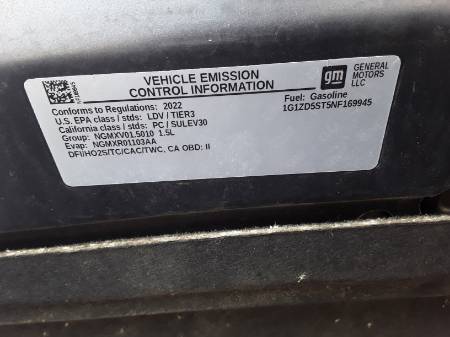 VEHICLE EMISSION
CONTROL INFORMATION
gm
GENERAL
MOTORS
LLC
Conforms to Regulations: 2022
U.S. EPA class / stds: LDV / TIER3
California class / stds: PC / SULEV30
Group: NGMXV01.5010 1.5L
Evap: NGMXR01103AA
DFI/HO2S/TC/CAC/TWC, CA OBD: II
Fuel: Gasoline
1G1ZD5ST5NF169945